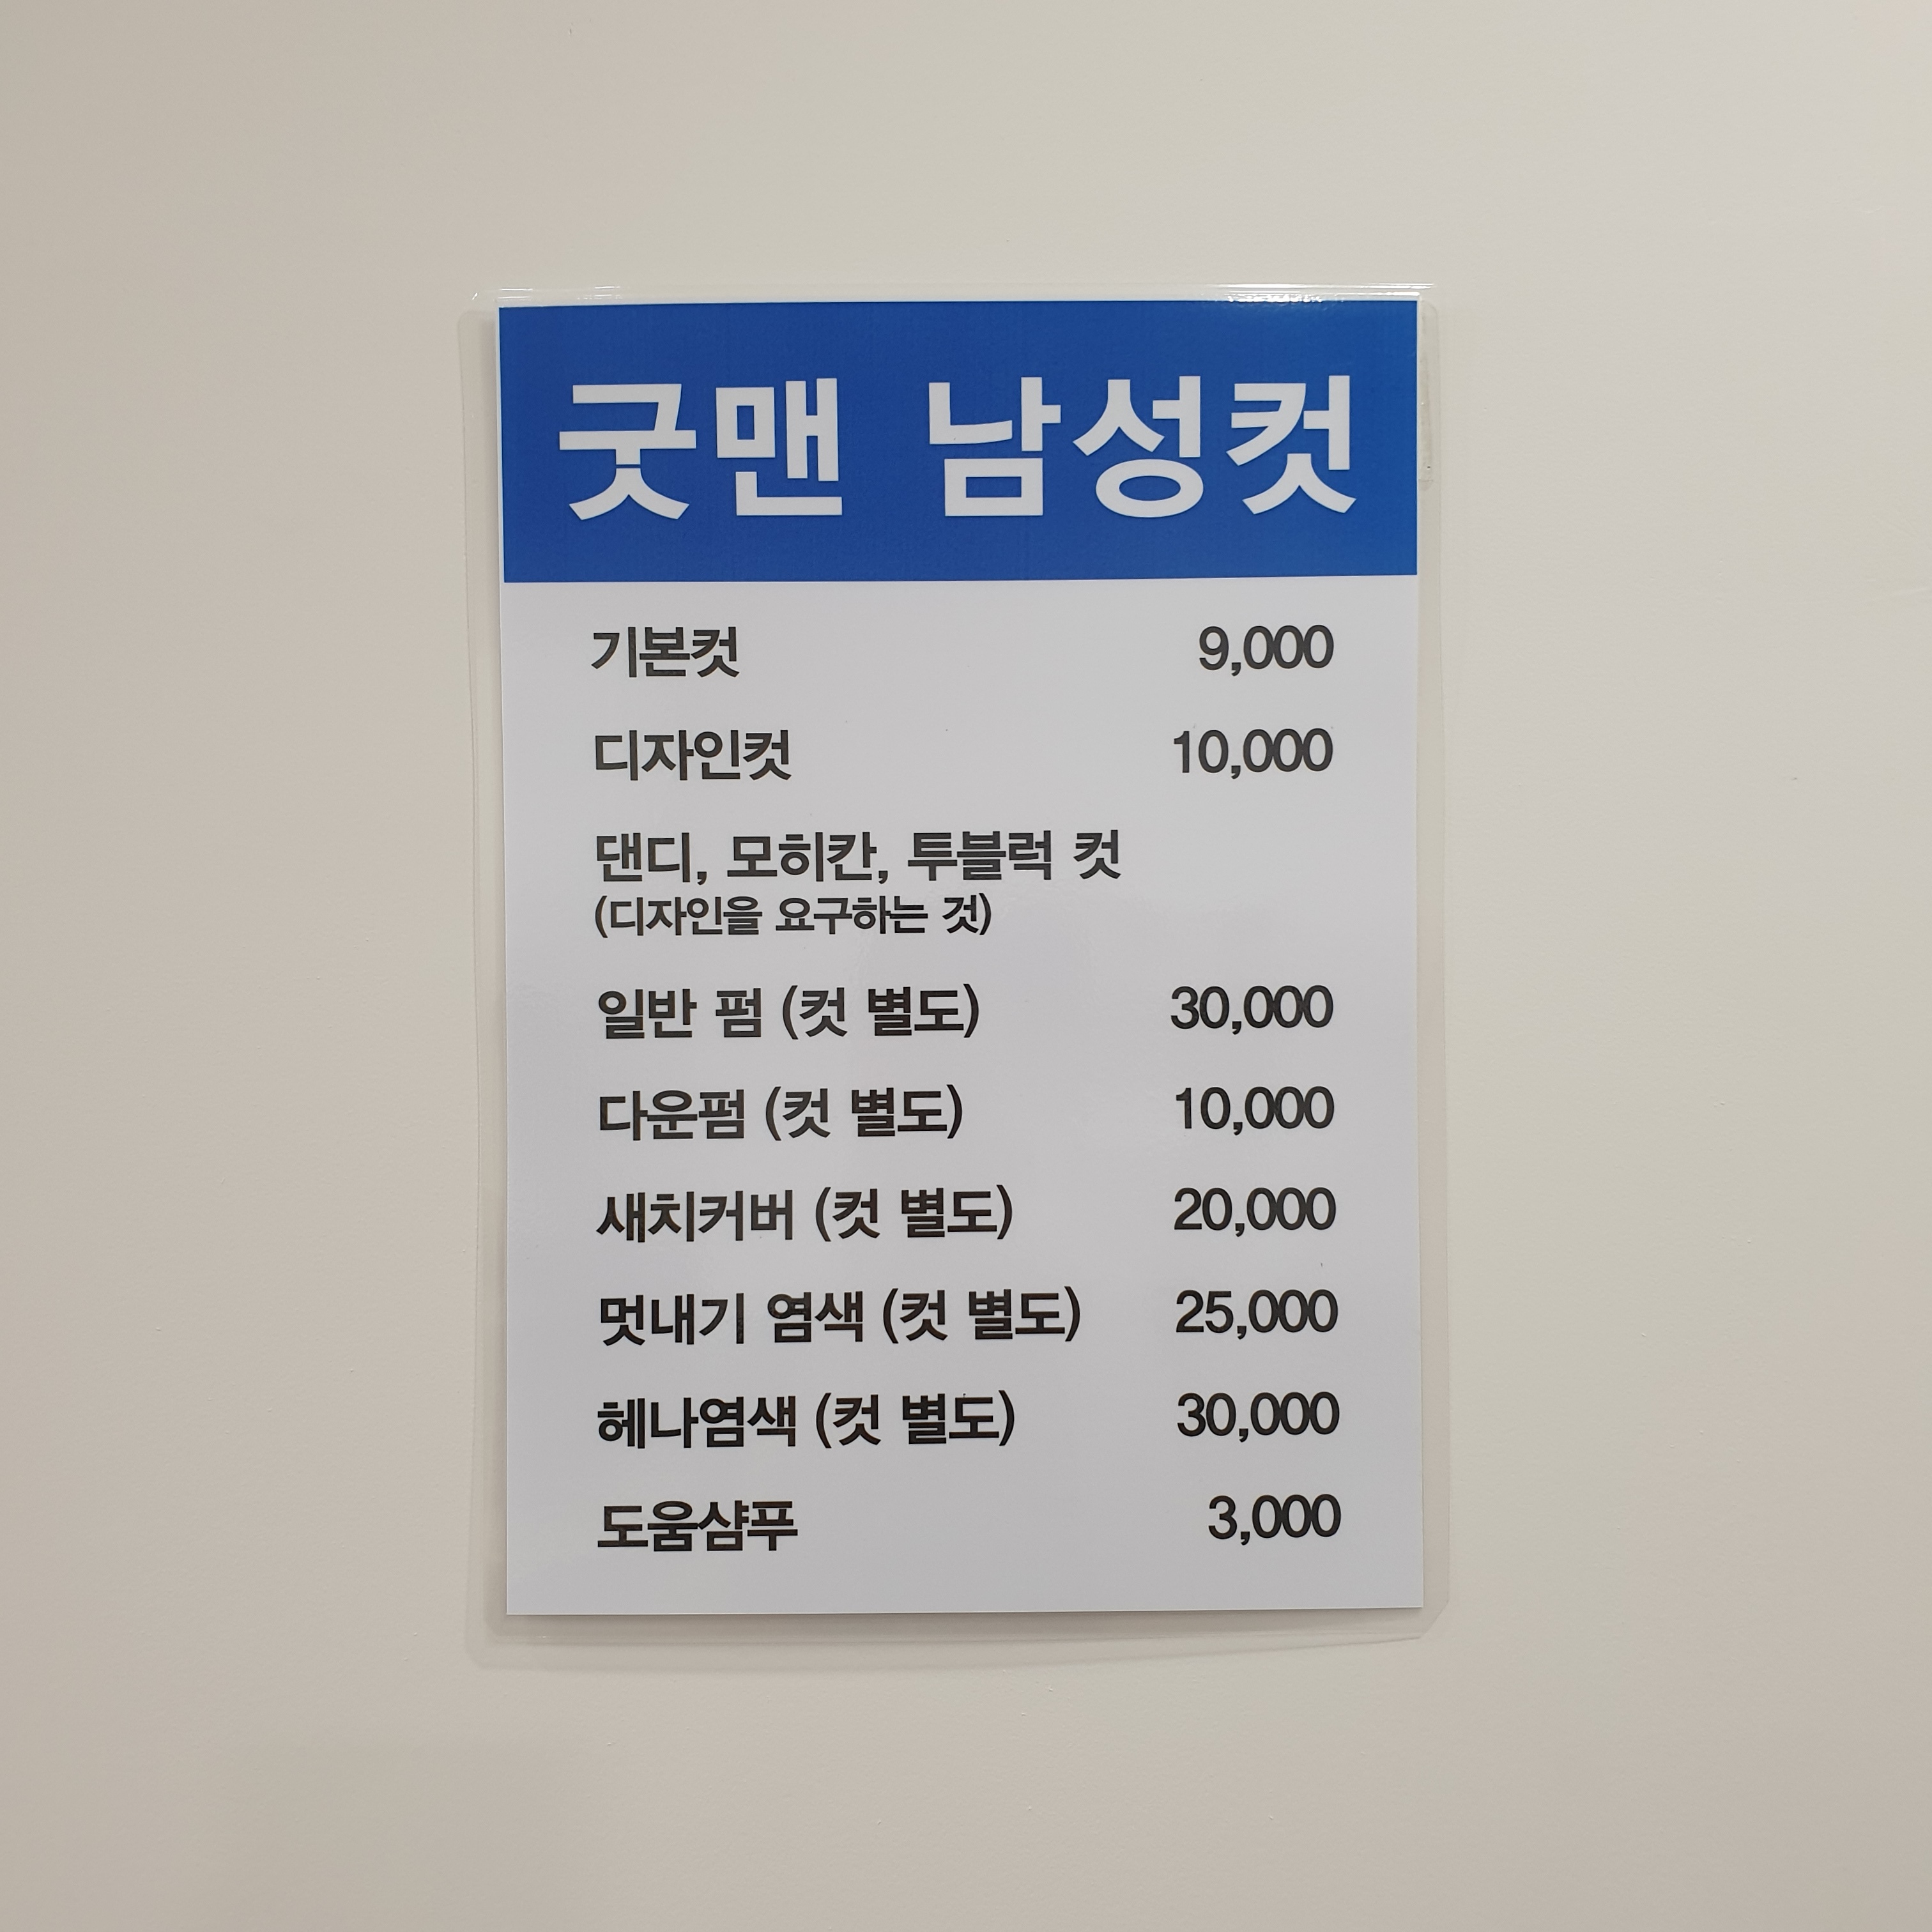 굿맨 남성컷
기본컷 9,000
디자인컷 10,000
댄디, 모히칸, 투블럭 컷
(디자인을 요구하는 것)
일반 펌 (컷 별도) 30,000
다운펌 (컷 별도) 10,000
새치커버 (컷 별도) 20,000
멋내기 염색 (컷 별도) 25,000
헤나염색 (컷 별도) 30,000
도움샴푸 3,000